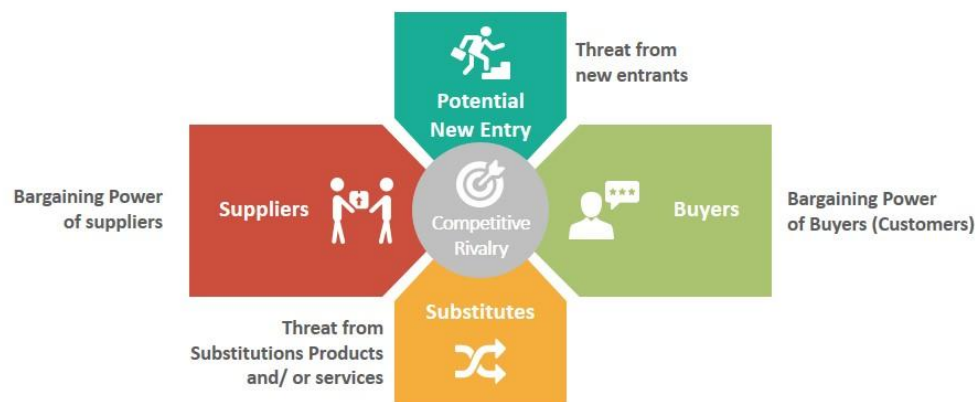 Potential
New Entry
Threat from
new entrants
Bargaining Power
of suppliers
Suppliers
Competitive
Rivalry
Buyers
Bargaining Power
of Buyers (Customers)
Substitutes
Threat from
Substitutions Products
and/ or services